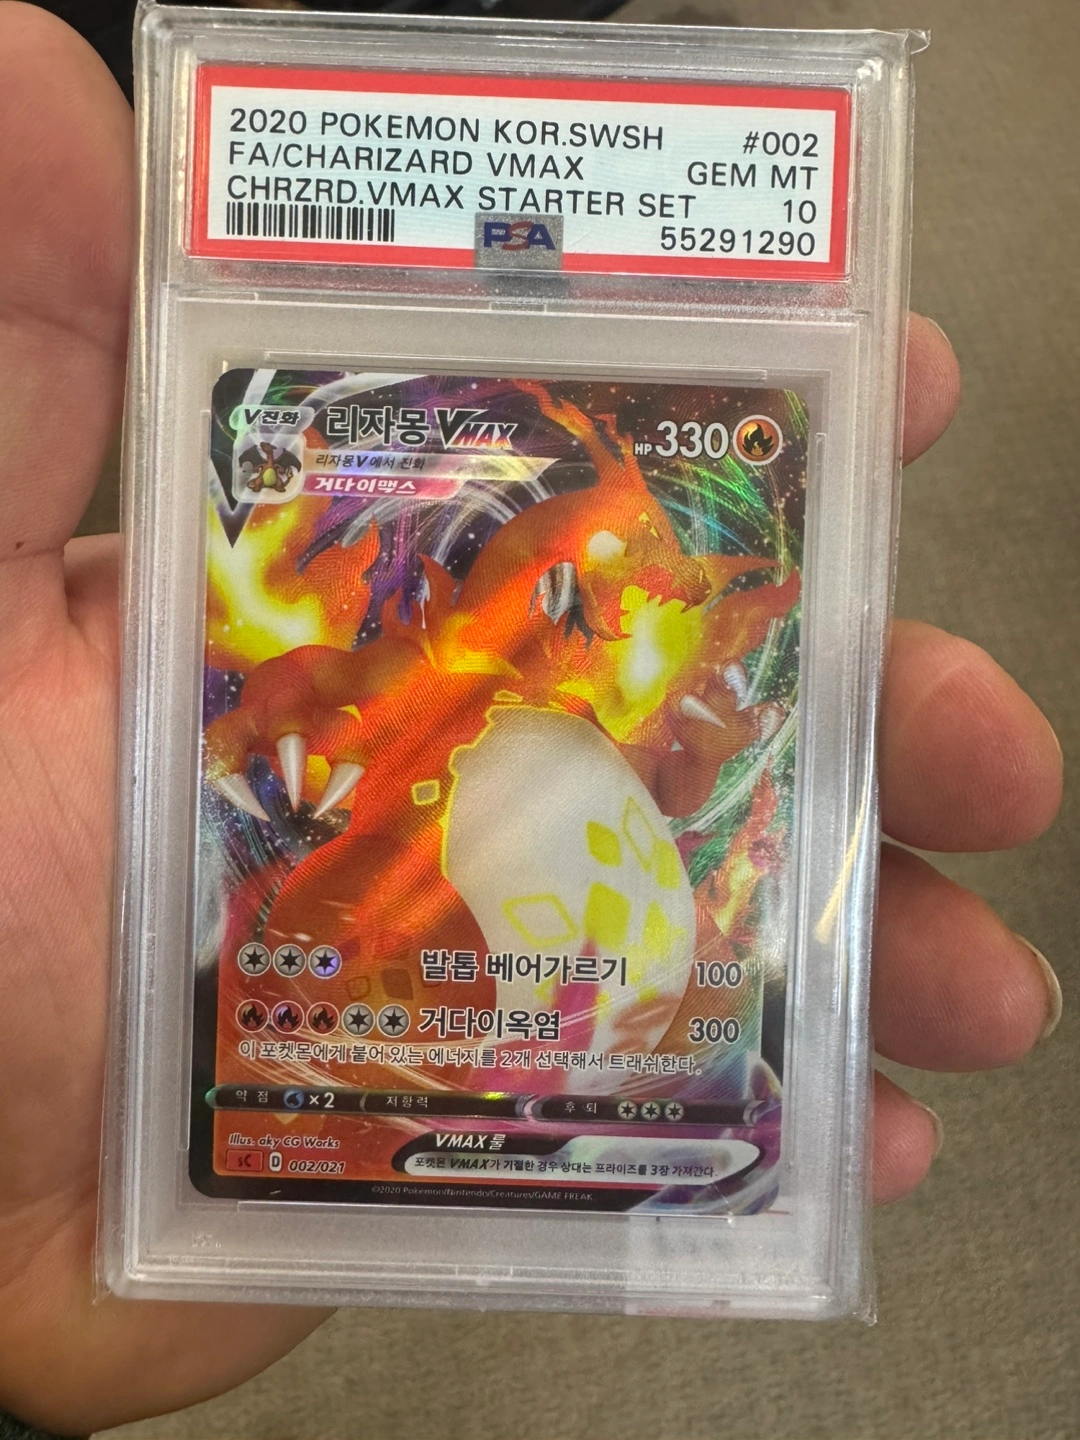 2020 POKEMON KOR.SWSH #002
FA/CHARIZARD VMAX GEM MT
CHRZRD.VMAX STARTER SET 10
PSA 55291290
V진화 리자몽 VMAX HP 330
리자몽V에서 진화
거다이맥스
발톱 베어가르기 100
거다이옥염 300
이 포켓몬에게 붙어 있는 에너지를 2개 선택해서 트래쉬한다.
약점 ×2 저항력 후퇴
Illus. aky CG Works
VMAX 룰
sC D 002/021
포켓몬 VMAX가 기절한 경우 상대는 프라이즈를 3장 가져간다.
©2020 Pokémon/Nintendo/Creatures/GAME FREAK.